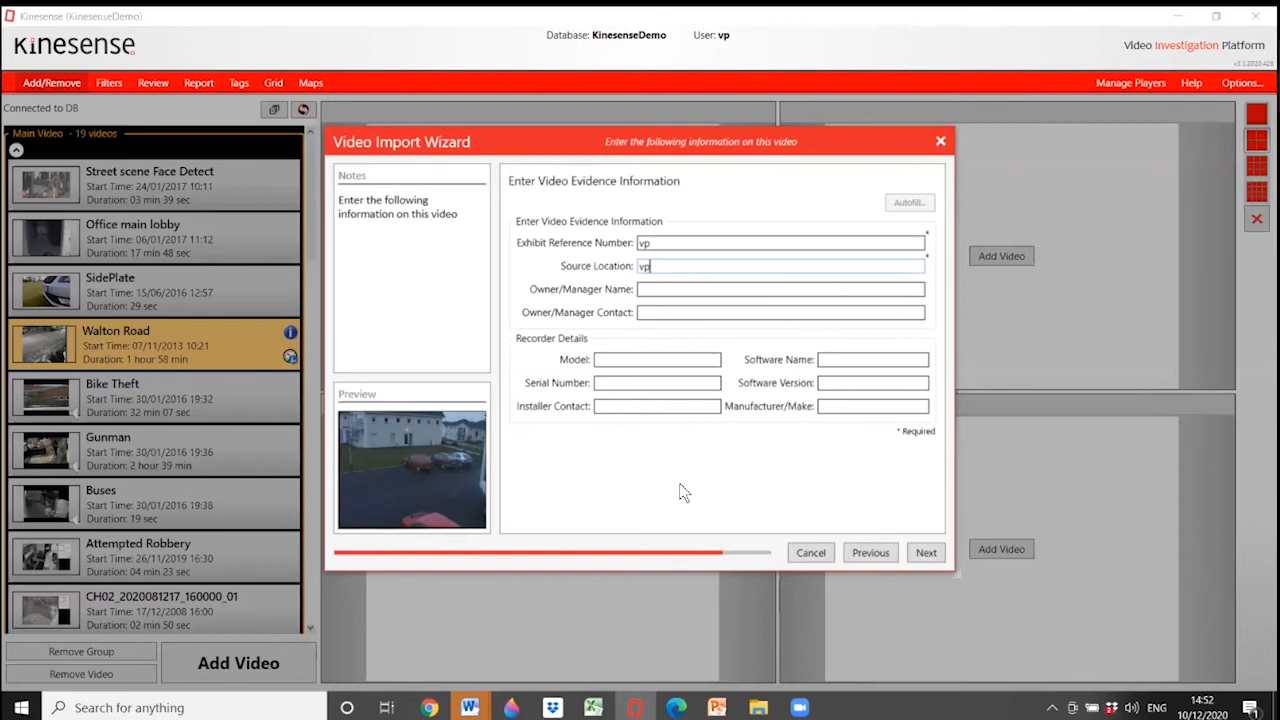 Kinesense (KinesenseDemo)
Kinesense
Database: KinesenseDemo User: vp
Video Investigation Platform
v3.1.2020.428
Add/Remove Filters Review Report Tags Grid Maps Manage Players Help Options...
Connected to DB
Main Video - 19 videos
Street scene Face Detect
Start Time: 24/01/2017 10:11
Duration: 03 min 39 sec
Office main lobby
Start Time: 06/01/2017 11:12
Duration: 17 min 48 sec
SidePlate
Start Time: 15/06/2016 12:57
Duration: 29 sec
Walton Road
Start Time: 07/11/2013 10:21
Duration: 1 hour 58 min
Bike Theft
Start Time: 30/01/2016 19:32
Duration: 32 min 07 sec
Gunman
Start Time: 30/01/2016 19:36
Duration: 2 hour 39 min
Buses
Start Time: 30/01/2016 19:38
Duration: 19 sec
Attempted Robbery
Start Time: 26/11/2019 16:30
Duration: 04 min 23 sec
CH02_2020081217_160000_01
Start Time: 17/12/2008 16:00
Duration: 02 min 50 sec
Remove Group
Remove Video
Add Video
Video Import Wizard
Enter the following information on this video
Notes
Enter the following
information on this video
Preview
Enter Video Evidence Information
Autofill...
Enter Video Evidence Information
Exhibit Reference Number: vp *
Source Location: vp *
Owner/Manager Name:
Owner/Manager Contact:
Recorder Details
Model: Software Name:
Serial Number: Software Version:
Installer Contact: Manufacturer/Make:
* Required
Cancel Previous Next
Add Video
Add Video
Search for anything
ENG
14:52
10/12/2020